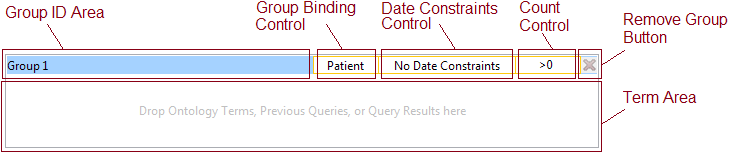 Group ID Area
Group Binding
Control
Date Constraints
Control
Count
Control
Remove Group
Button
Group 1
Patient
No Date Constraints
>0
Term Area
Drop Ontology Terms, Previous Queries, or Query Results here